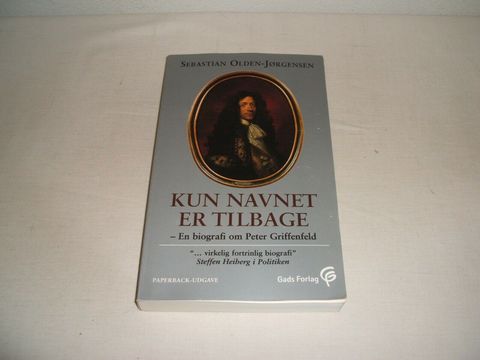 SEBASTIAN OLDEN-JØRGENSEN
KUN NAVNET
ER TILBAGE
– En biografi om Peter Griffenfeld
“... virkelig fortrinlig biografi”
Steffen Heiberg i Politiken
PAPERBACK-UDGAVE
Gads Forlag